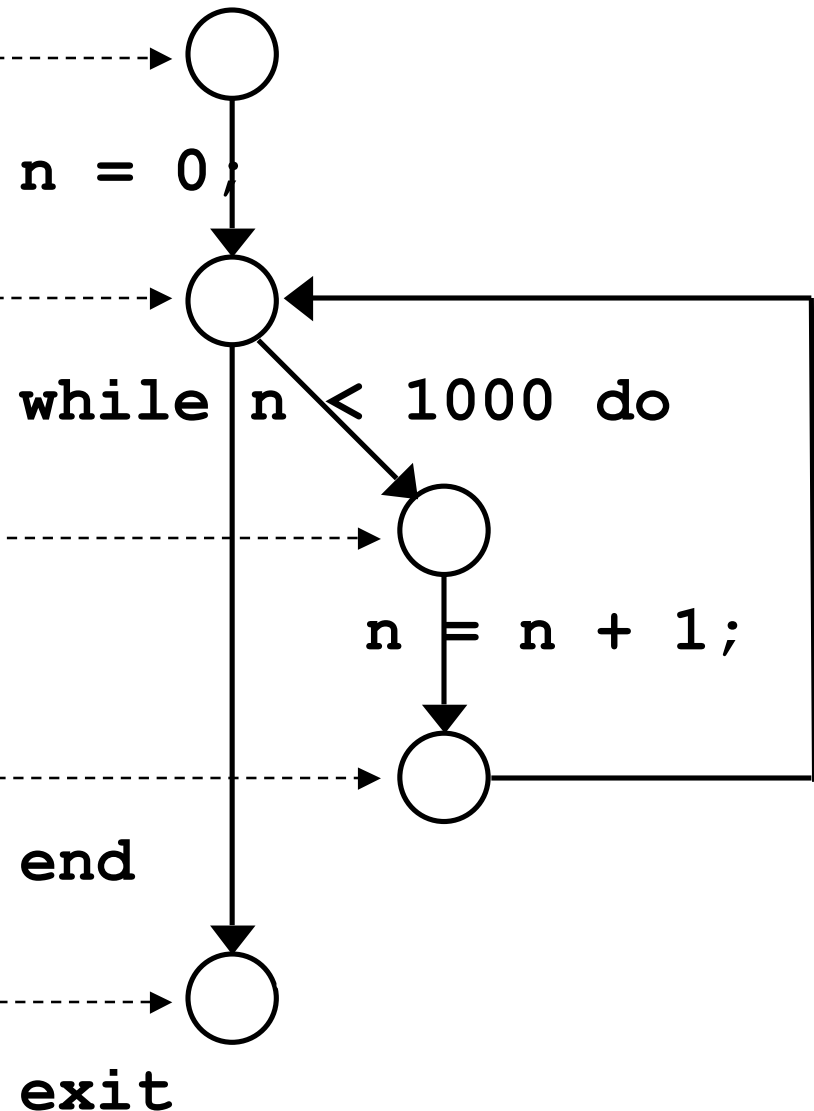 n = 0;
while n < 1000 do
n = n + 1;
end
exit